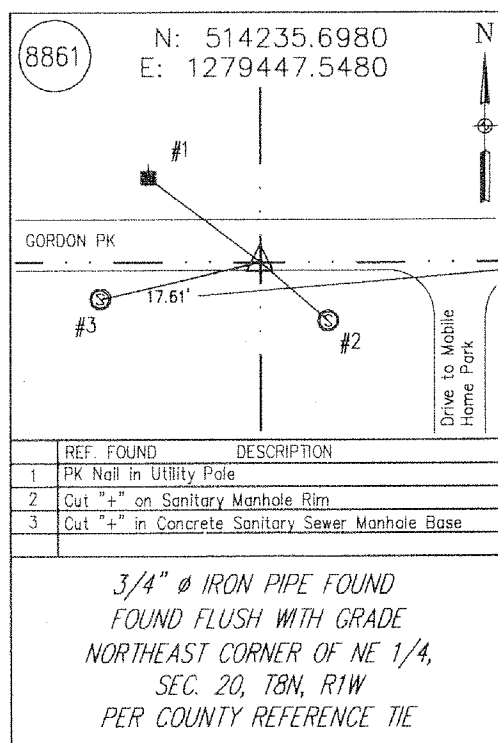 8861
N: 514235.6980
E: 1279447.5480
N
#1
GORDON PK
17.61'
#3
#2
Drive to Mobile
Home Park
REF. FOUND DESCRIPTION
1 PK Nail in Utility Pole
2 Cut "+" on Sanitary Manhole Rim
3 Cut "+" in Concrete Sanitary Sewer Manhole Base
3/4" ø IRON PIPE FOUND
FOUND FLUSH WITH GRADE
NORTHEAST CORNER OF NE 1/4,
SEC. 20, T8N, R1W
PER COUNTY REFERENCE TIE